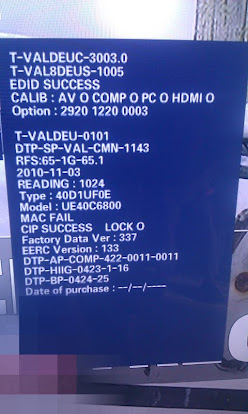 T-VALDEUC-3003.0
T-VAL8DEUS-1005
EDID SUCCESS
CALIB : AV O COMP O PC O HDMI O
Option : 2920 1220 0003
T-VALDEU-0101
DTP-SP-VAL-CMN-1143
RFS:65-1G-65.1
2010-11-03
READING : 1024
Type : 40D1UF0E
Model : UE40C6800
MAC FAIL
CIP SUCCESS LOCK O
Factory Data Ver : 337
EERC Version : 133
DTP-AP-COMP-422-0011-0011
DTP-HIIG-0423-1-16
DTP-BP-0424-25
Date of purchase : --/--/----